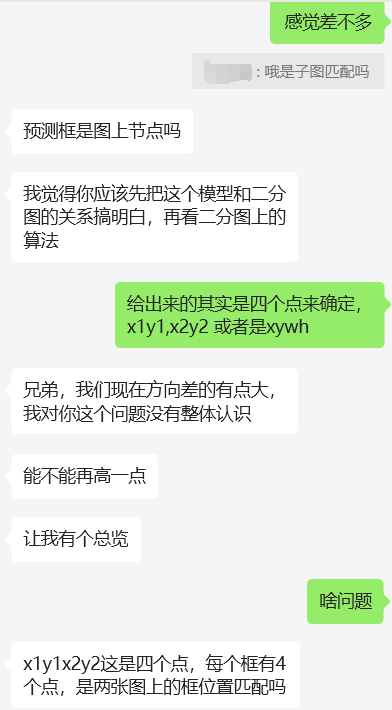 感觉差不多
: 哦是子图匹配吗
预测框是图上节点吗
我觉得你应该先把这个模型和二分
图的关系搞明白，再看二分图上的
算法
给出来的其实是四个点来确定，
x1y1,x2y2 或者是xywh
兄弟，我们现在方向差的有点大，
我对你这个问题没有整体认识
能不能再高一点
让我有个总览
啥问题
x1y1x2y2这是四个点，每个框有4
个点，是两张图上的框位置匹配吗